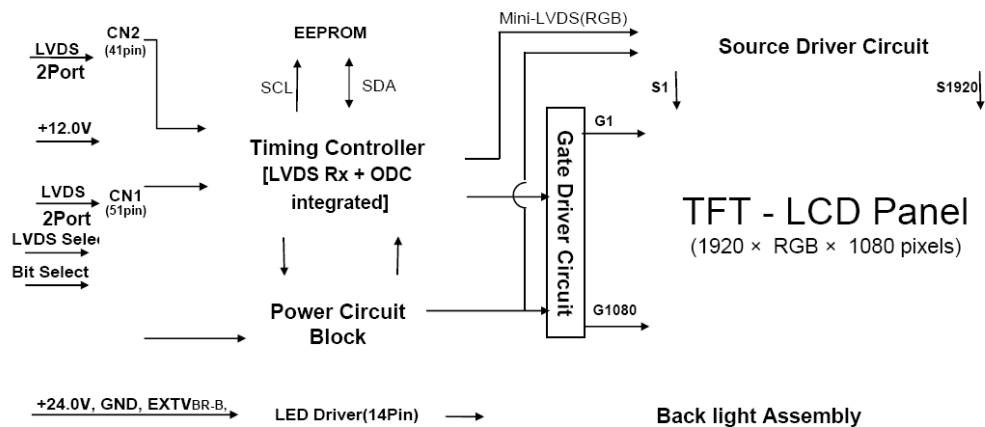 Mini-LVDS(RGB)
CN2
(41pin)
LVDS
2Port
EEPROM
Source Driver Circuit
SCL
SDA
S1
S1920
+12.0V
Timing Controller
[LVDS Rx + ODC
integrated]
G1
Gate Driver Circuit
LVDS
2Port
CN1
(51pin)
TFT - LCD Panel
(1920 × RGB × 1080 pixels)
LVDS Selec
Bit Select
Power Circuit
Block
G1080
+24.0V, GND, EXTVBR-B,
LED Driver(14Pin)
Back light Assembly